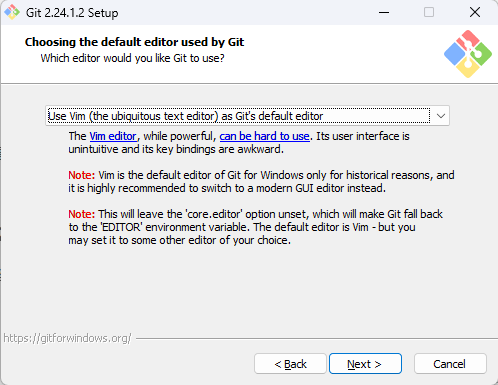 Git 2.24.1.2 Setup
Choosing the default editor used by Git
Which editor would you like Git to use?
Use Vim (the ubiquitous text editor) as Git's default editor
The Vim editor, while powerful, can be hard to use. Its user interface is
unintuitive and its key bindings are awkward.
Note: Vim is the default editor of Git for Windows only for historical reasons, and
it is highly recommended to switch to a modern GUI editor instead.
Note: This will leave the 'core.editor' option unset, which will make Git fall back
to the 'EDITOR' environment variable. The default editor is Vim - but you
may set it to some other editor of your choice.
https://gitforwindows.org/
< Back
Next >
Cancel